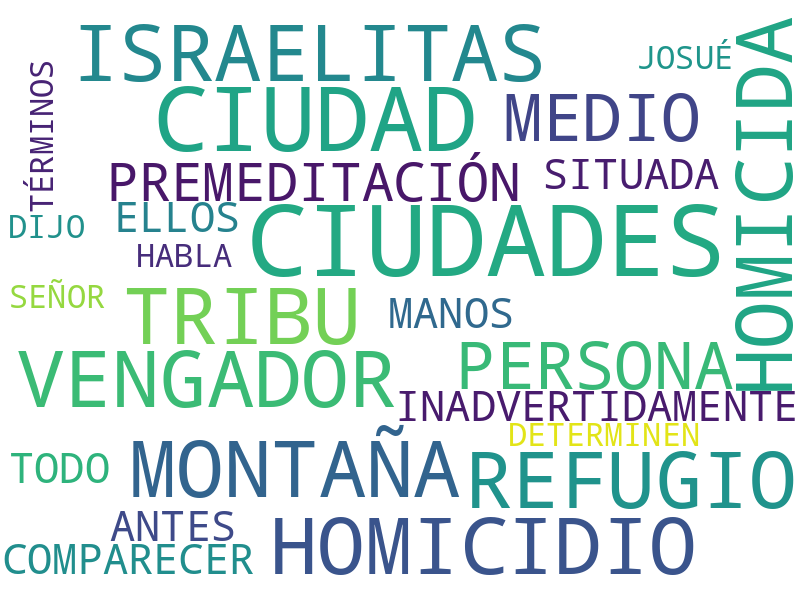 ISRAELITAS
JOSUÉ
HOMICIDA
TÉRMINOS
CIUDAD
MEDIO
PREMEDITACIÓN
SITUADA
DIJO
ELLOS
CIUDADES
HABLA
SEÑOR
TRIBU
MANOS
VENGADOR
PERSONA
INADVERTIDAMENTE
DETERMINEN
TODO
MONTAÑA
REFUGIO
ANTES
HOMICIDIO
COMPARECER